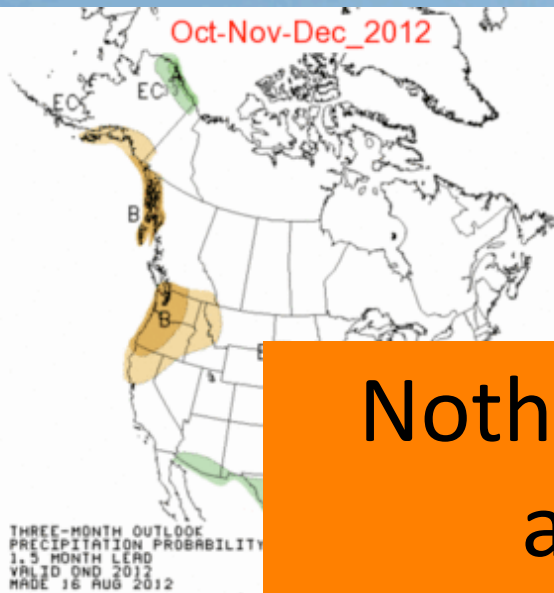 Oct-Nov-Dec_2012
A
EC
EC
B
B
THREE-MONTH OUTLOOK
PRECIPITATION PROBABILITY
1.5 MONTH LEAD
VALID OND 2012
MADE 16 AUG 2012
Noth
a